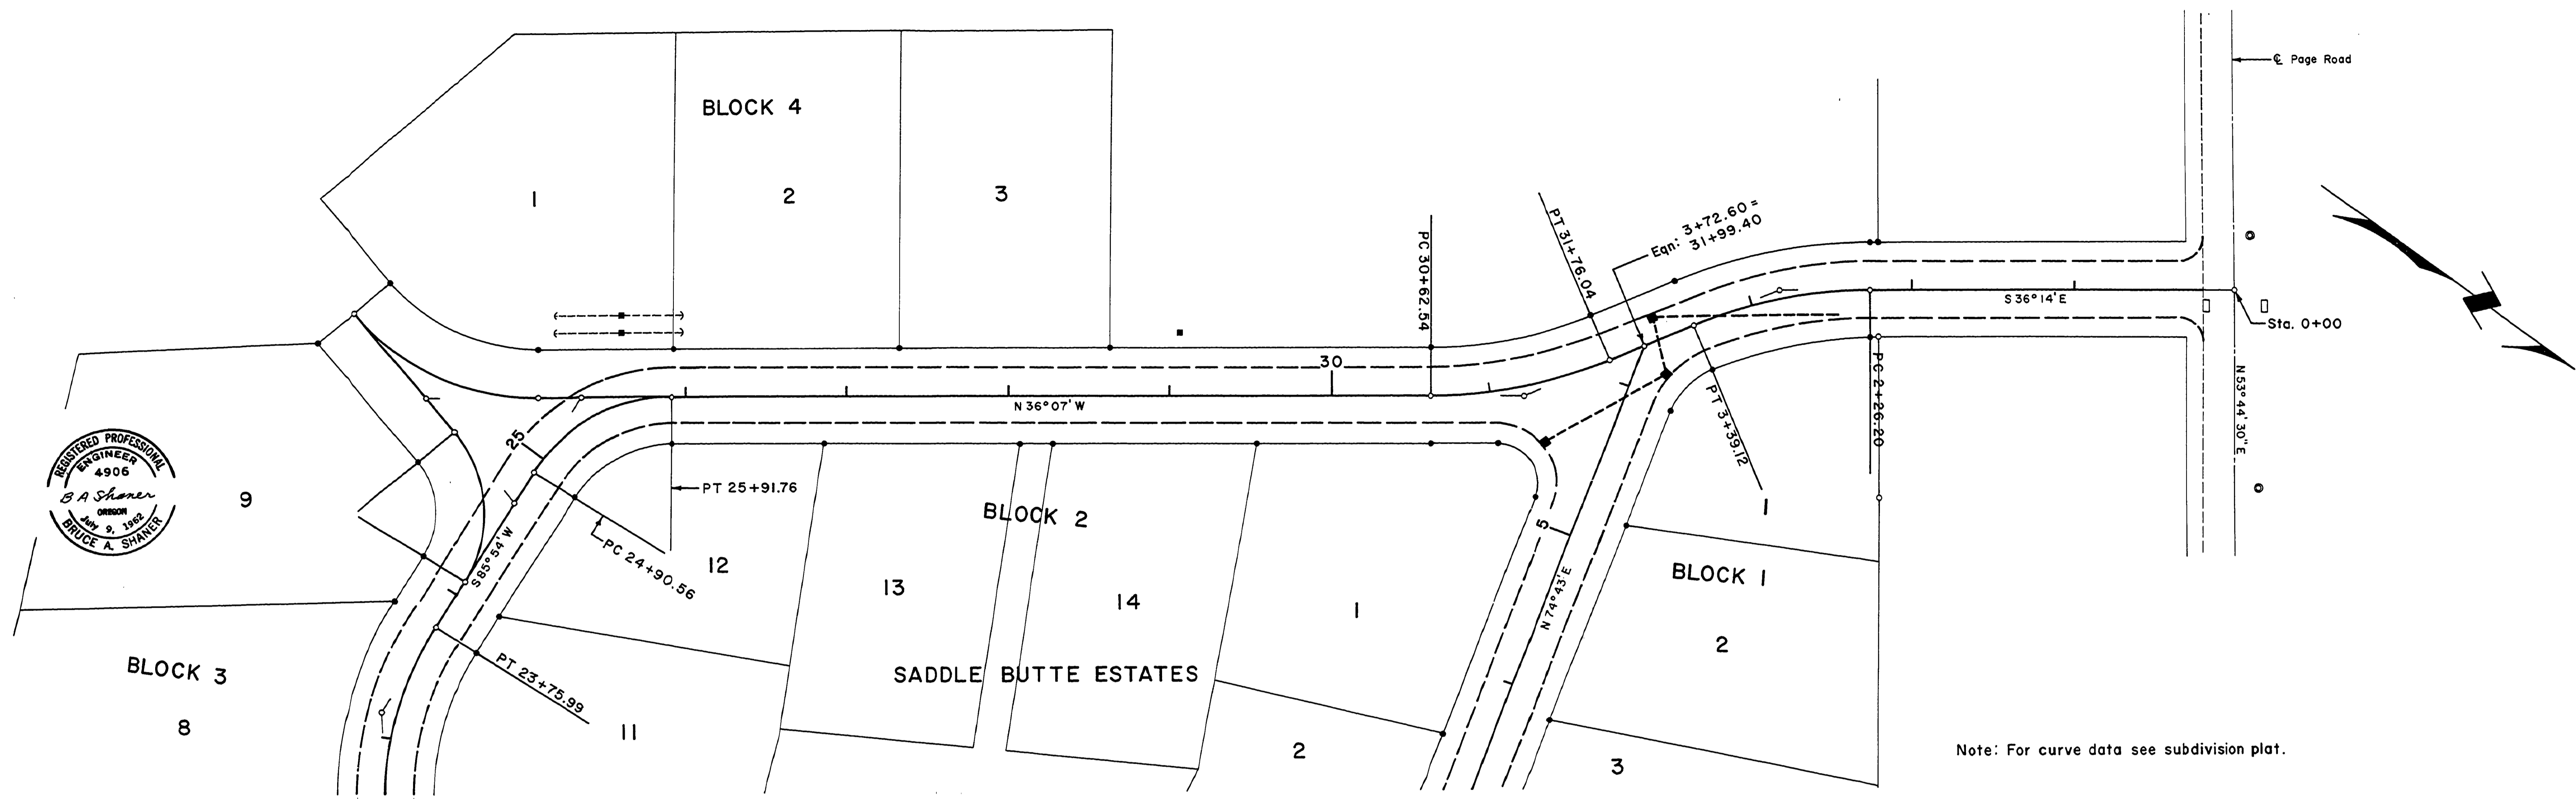 BLOCK 4
1
2
3
℄ Page Road
PT 31+76.04
Eqn: 3+72.60 =
31+99.40
PC 30+62.54
S 36°14' E
Sta. 0+00
30
N 36°07' W
25
PT 25+91.76
PC 24+90.56
S 85°54' W
PT 23+75.99
PT 3+39.12
PC 2+26.20
N 53°44'30" E
5
N 74°43' E
REGISTERED PROFESSIONAL
ENGINEER
4906
B A Shaner
OREGON
July 9, 1962
BRUCE A. SHANER
9
BLOCK 3
8
BLOCK 2
12
13
14
1
2
11
SADDLE BUTTE ESTATES
1
BLOCK 1
2
3
Note: For curve data see subdivision plat.